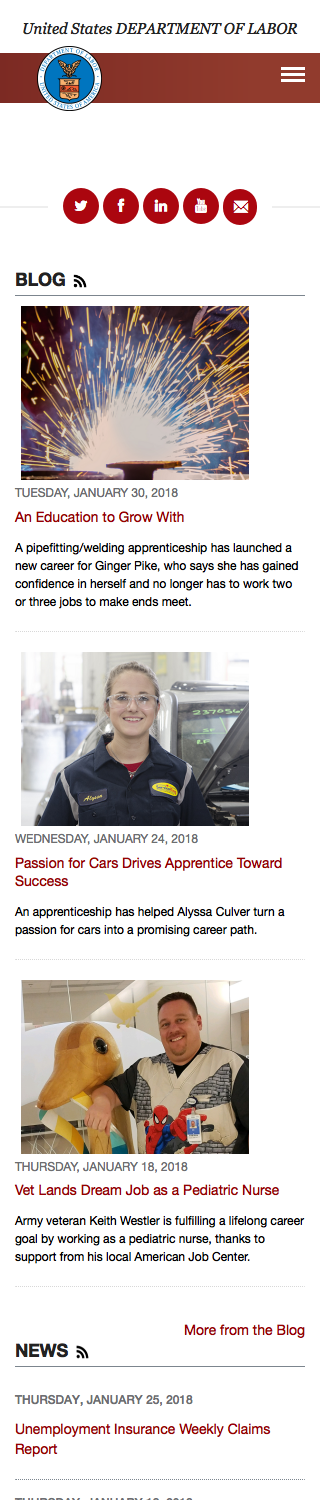 United States DEPARTMENT OF LABOR
DEPARTMENT OF LABOR
UNITED STATES OF AMERICA
BLOG
TUESDAY, JANUARY 30, 2018
An Education to Grow With
A pipefitting/welding apprenticeship has launched a
new career for Ginger Pike, who says she has gained
confidence in herself and no longer has to work two
or three jobs to make ends meet.
Alyssa
WEDNESDAY, JANUARY 24, 2018
Passion for Cars Drives Apprentice Toward
Success
An apprenticeship has helped Alyssa Culver turn a
passion for cars into a promising career path.
THURSDAY, JANUARY 18, 2018
Vet Lands Dream Job as a Pediatric Nurse
Army veteran Keith Westler is fulfilling a lifelong career
goal by working as a pediatric nurse, thanks to
support from his local American Job Center.
More from the Blog
NEWS
THURSDAY, JANUARY 25, 2018
Unemployment Insurance Weekly Claims
Report